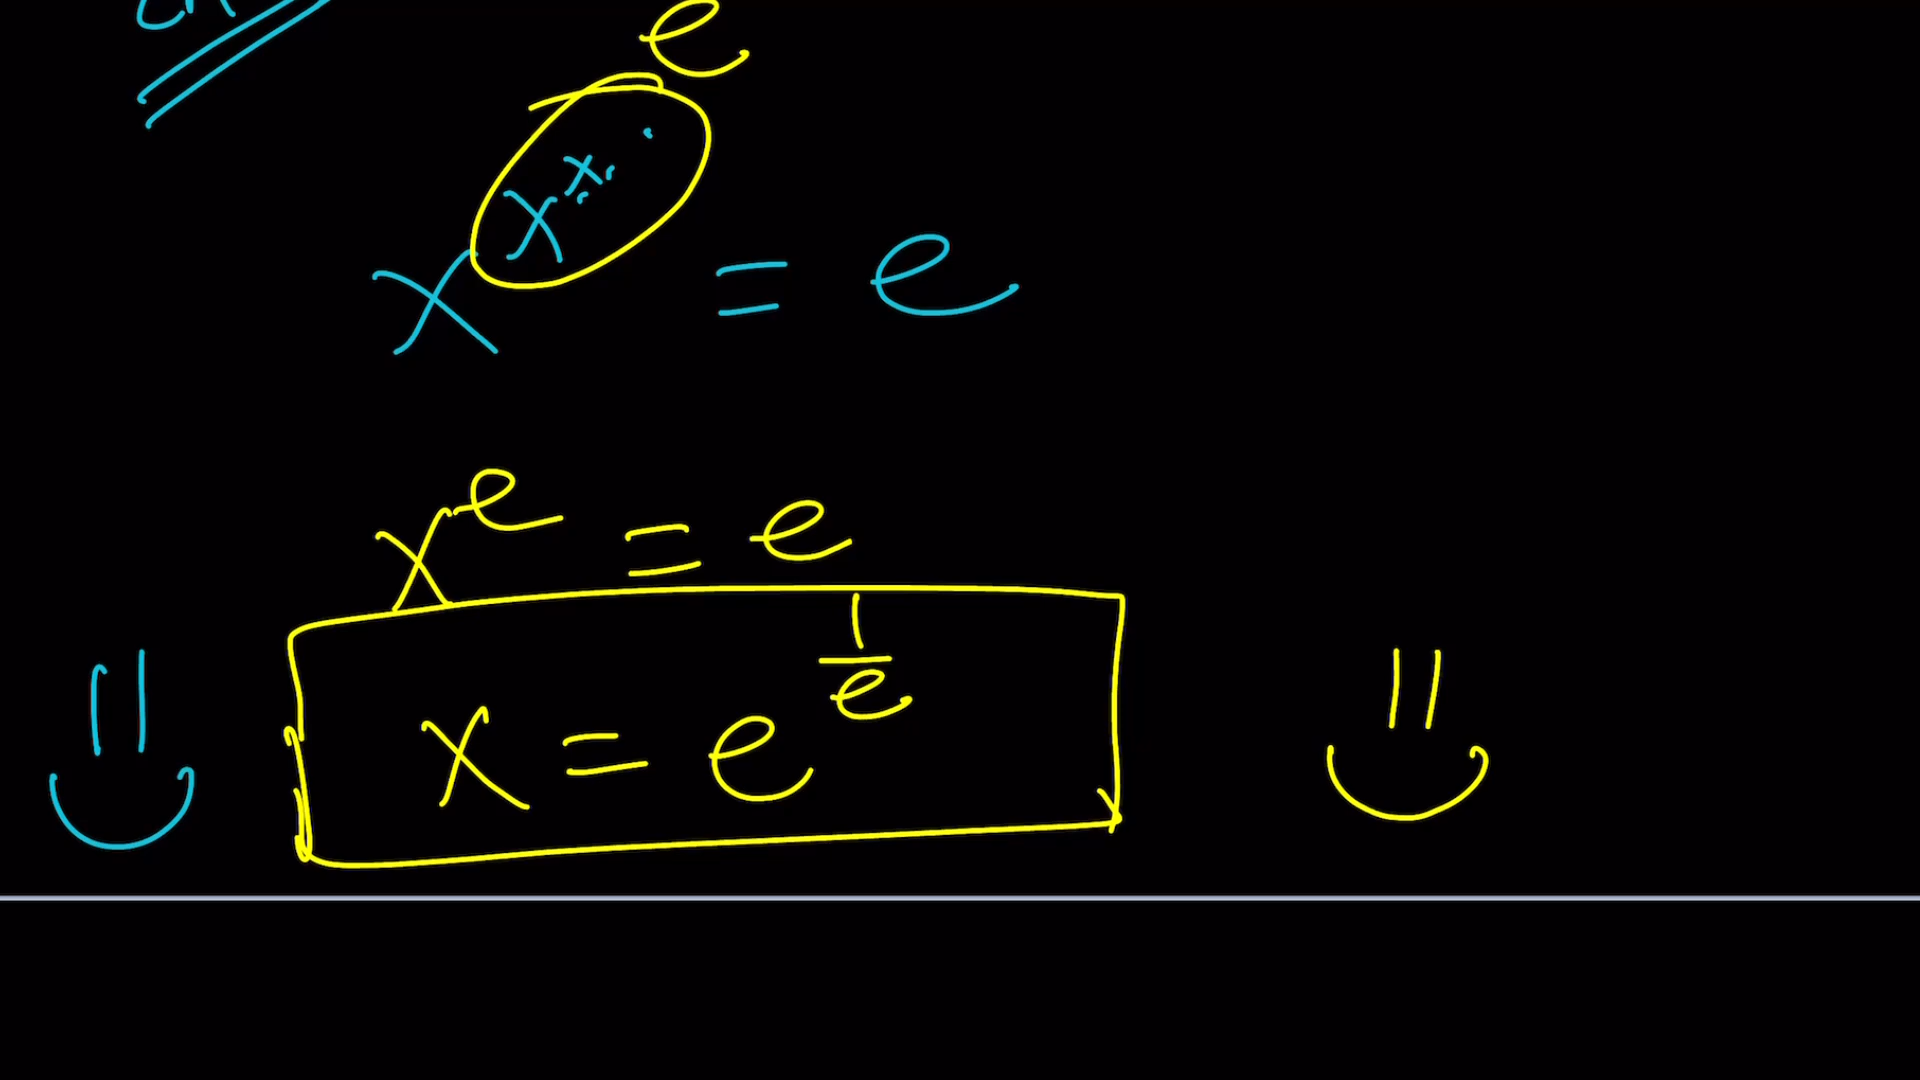 e
x^x^x^⋰ = e
x^e = e
x = e^(1/e)